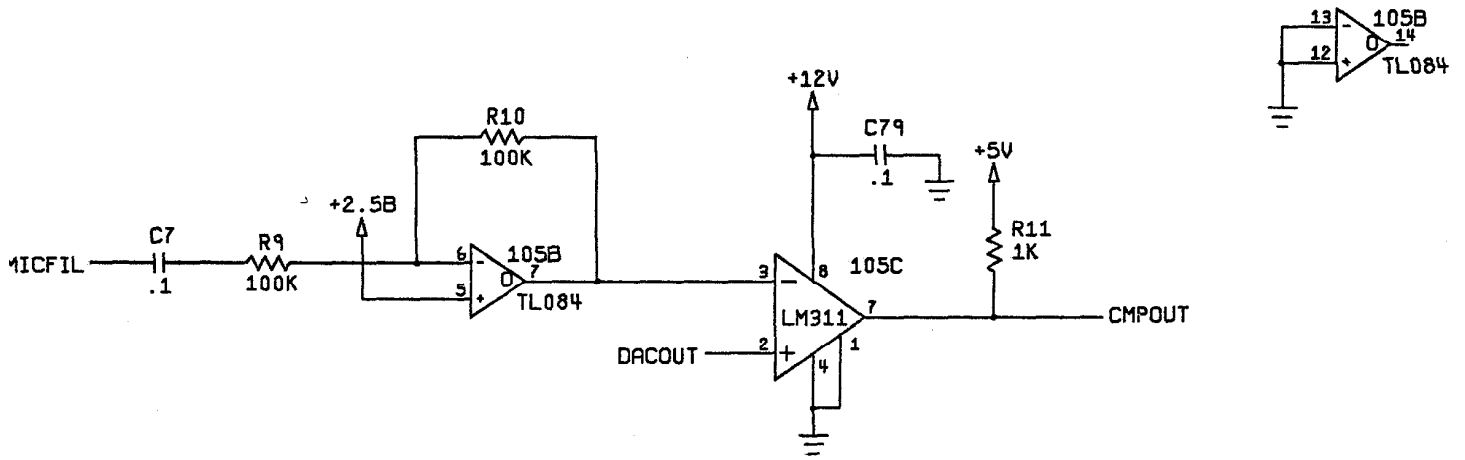 13 - 105B
O 14
12 + TL084
+12V
R10
100K
C79
.1
+5V
+2.5B
R11
1K
C7
.1
MICFIL
R9
100K
6 - 105B
O 7
5 + TL084
3 - 8 105C
LM311 7
CMPOUT
DACOUT 2 + 1
4